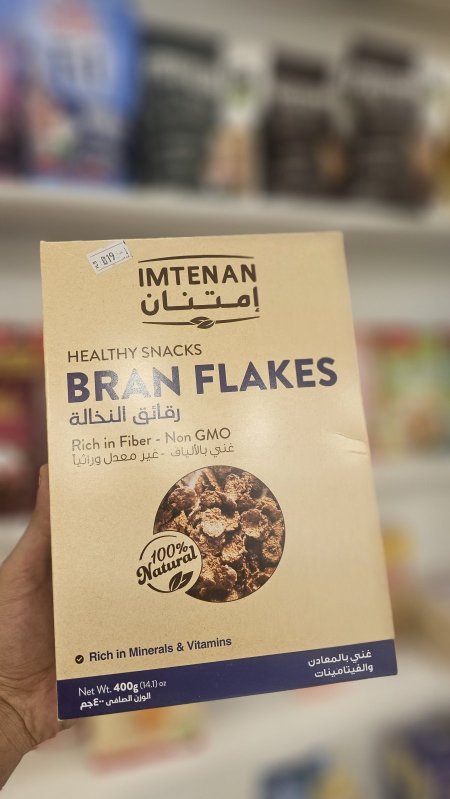 819
IMTENAN
إمتنان
HEALTHY SNACKS
BRAN FLAKES
رقائق النخالة
Rich in Fiber - Non GMO
غني بالألياف - غير معدل وراثياً
100%
Natural
Rich in Minerals & Vitamins
غني بالمعادن
والفيتامينات
Net Wt. 400g (14.1) oz
الوزن الصافي ٤٠٠جم